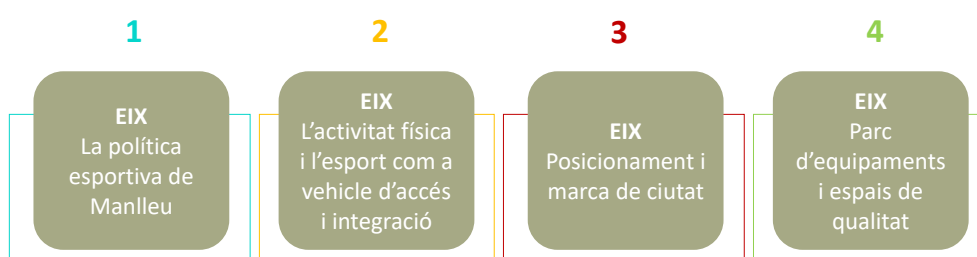 1
EIX
La política
esportiva de
Manlleu
2
EIX
L’activitat física
i l’esport com a
vehicle d’accés
i integració
3
EIX
Posicionament i
marca de ciutat
4
EIX
Parc
d’equipaments
i espais de
qualitat